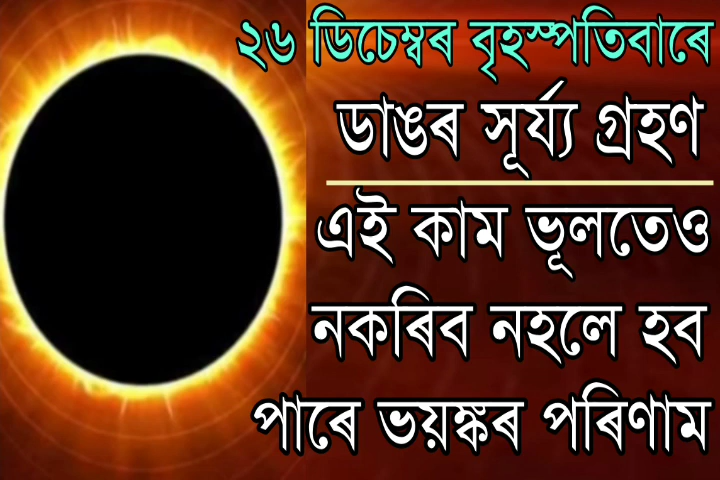 ২৬ ডিচেম্বৰ বৃহস্পতিবাৰে
ডাঙৰ সূৰ্য্য গ্ৰহণ
এই কাম ভূলতেও
নকৰিব নহলে হব
পাৰে ভয়ঙ্কৰ পৰিণাম